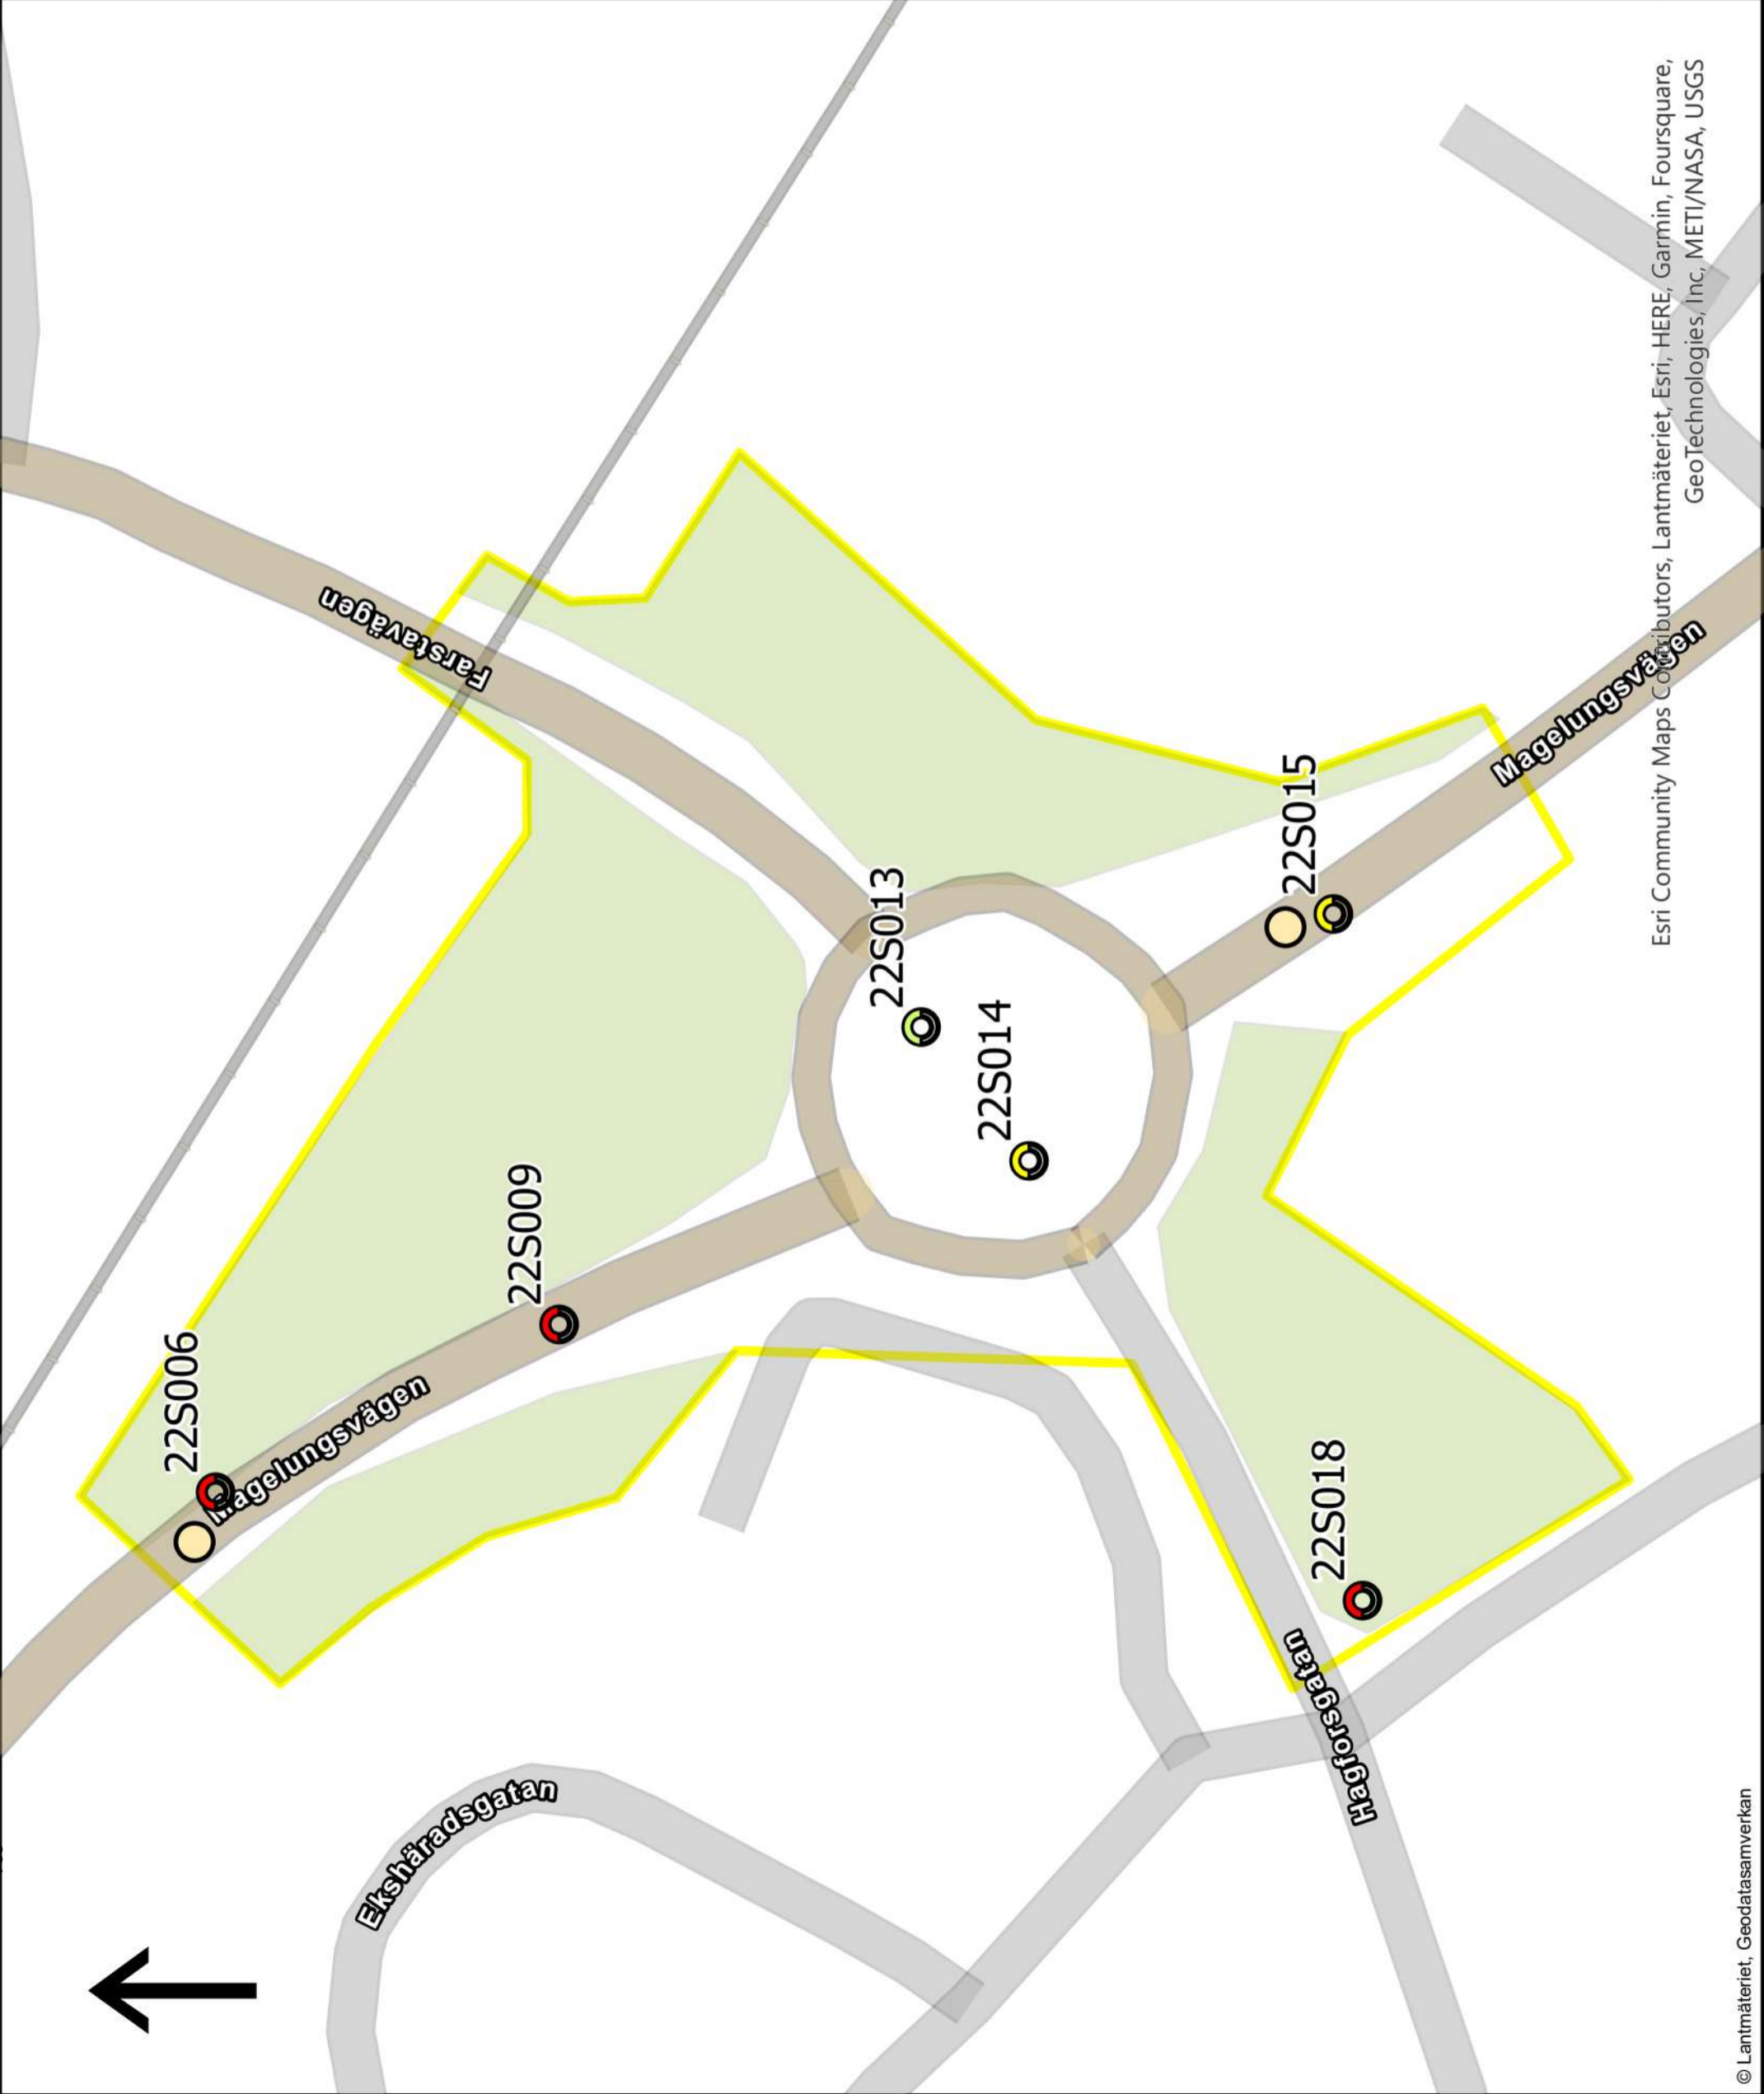 22S006
Magelungsvägen
22S009
Farstavägen
22S013
22S014
22S015
Magelungsvägen
22S018
Hagforsgatan
Ekshäradsgatan
Esri Community Maps Contributors, Lantmäteriet, Esri, HERE, Garmin, Foursquare,
GeoTechnologies, Inc, METI/NASA, USGS
© Lantmäteriet, Geodatasamverkan